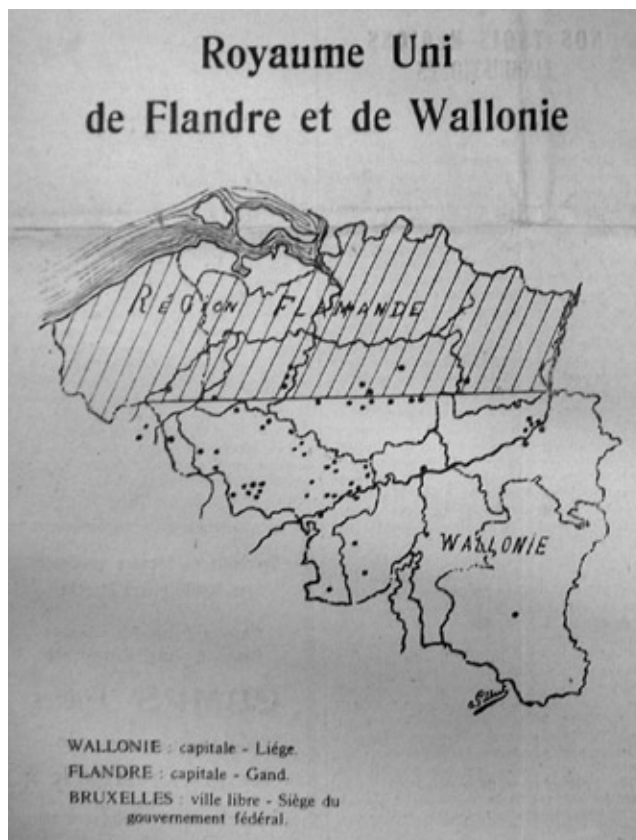 Royaume Uni
de Flandre et de Wallonie
RÉGION FLAMANDE
WALLONIE
WALLONIE : capitale - Liége.
FLANDRE : capitale - Gand.
BRUXELLES : ville libre - Siège du
gouvernement fédéral.